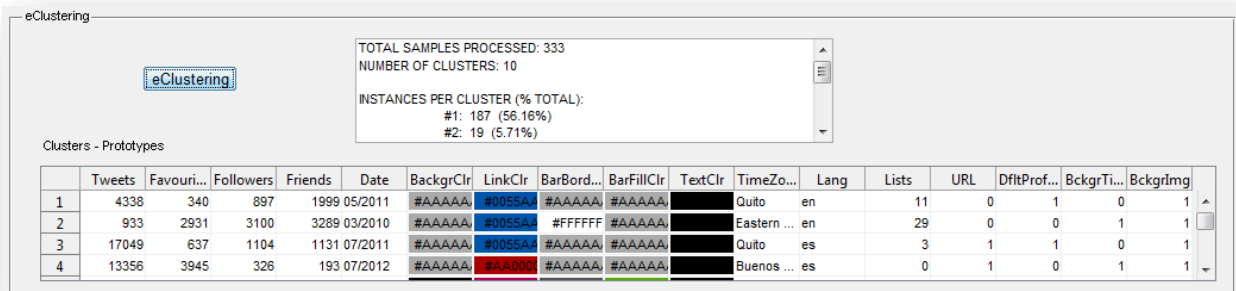 eClustering
TOTAL SAMPLES PROCESSED: 333
NUMBER OF CLUSTERS: 10
eClustering
INSTANCES PER CLUSTER (% TOTAL):
#1: 187 (56.16%)
#2: 19 (5.71%)
Clusters - Prototypes
Tweets Favouri... Followers Friends Date BackgrClr LinkClr BarBord... BarFillClr TextClr TimeZo... Lang Lists URL DfltProf... BckgrTi... BckgrImg
1 4338 340 897 1999 05/2011 #AAAAA #0055AA #AAAAA #AAAAA Quito en 11 0 1 0 1
2 933 2931 3100 3289 03/2010 #AAAAA #0055AA #FFFFFF #AAAAA Eastern ... en 29 0 0 1 1
3 17049 637 1104 1131 07/2011 #AAAAA #0055AA #AAAAA #AAAAA Quito es 3 1 1 0 1
4 13356 3945 326 193 07/2012 #AAAAA #AA000 #AAAAA #AAAAA Buenos ... es 0 1 0 1 1